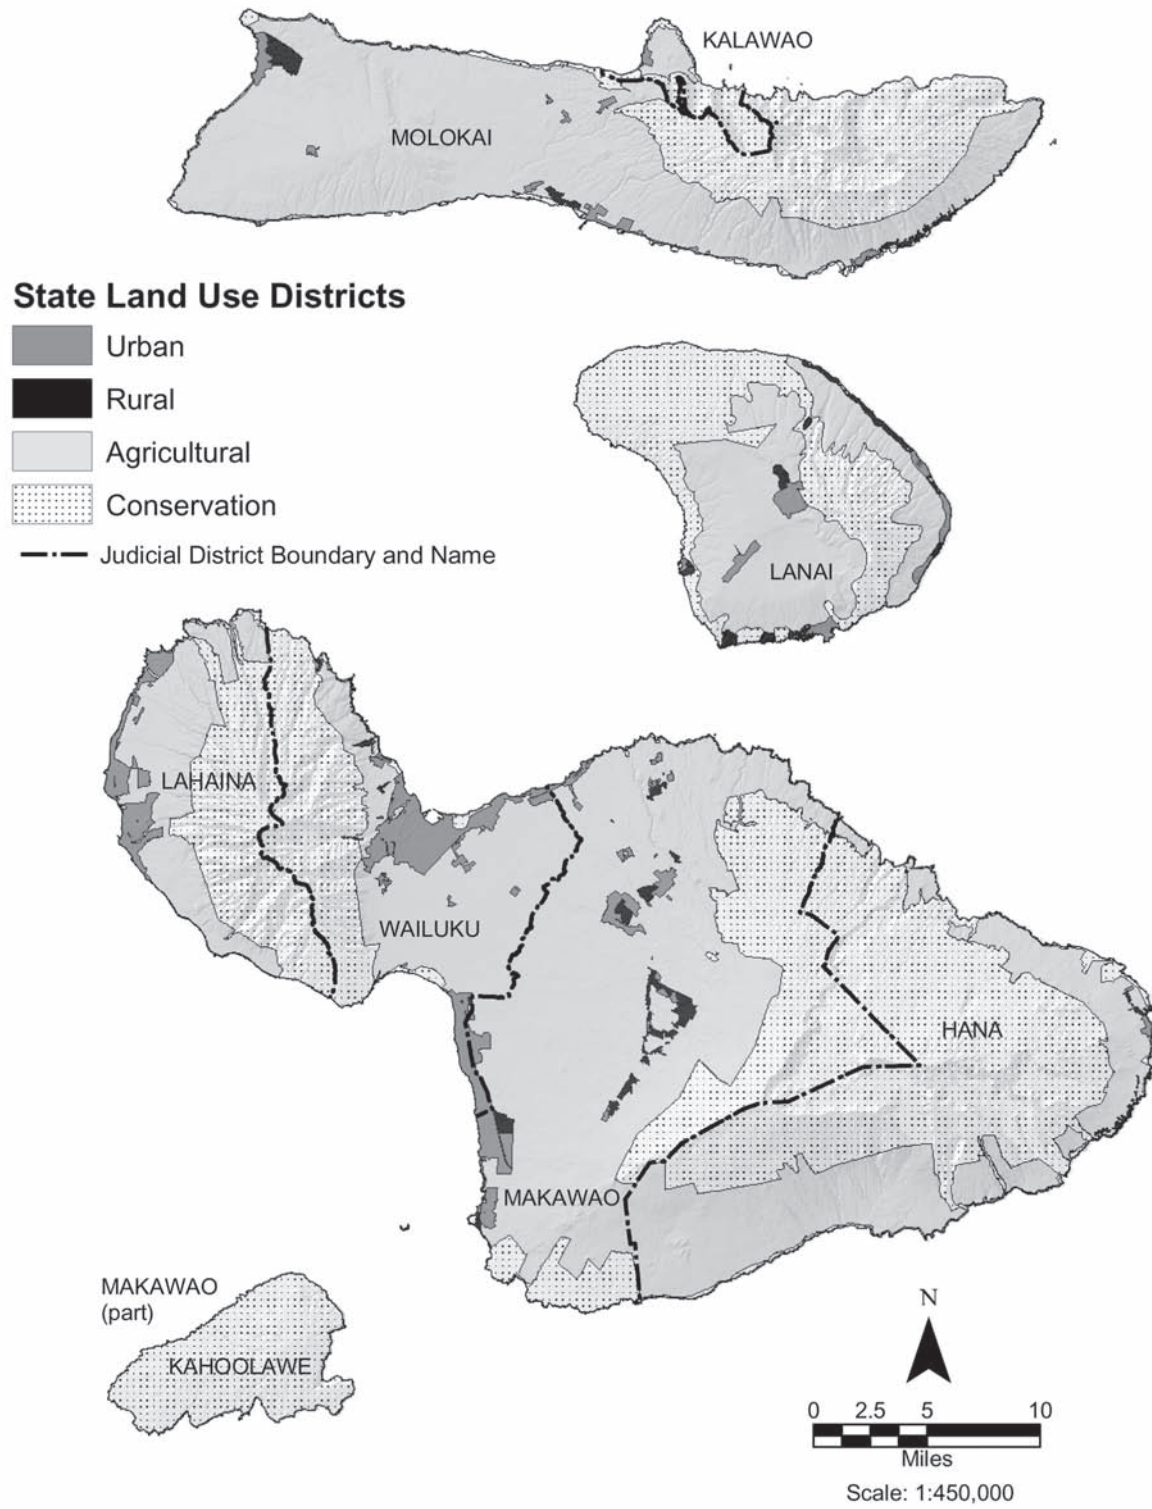 KALAWAO
MOLOKAI
State Land Use Districts
Urban
Rural
Agricultural
Conservation
Judicial District Boundary and Name
LANAI
LAHAINA
WAILUKU
HANA
MAKAWAO
MAKAWAO
(part)
KAHOOLAWE
N
0 2.5 5 10
Miles
Scale: 1:450,000